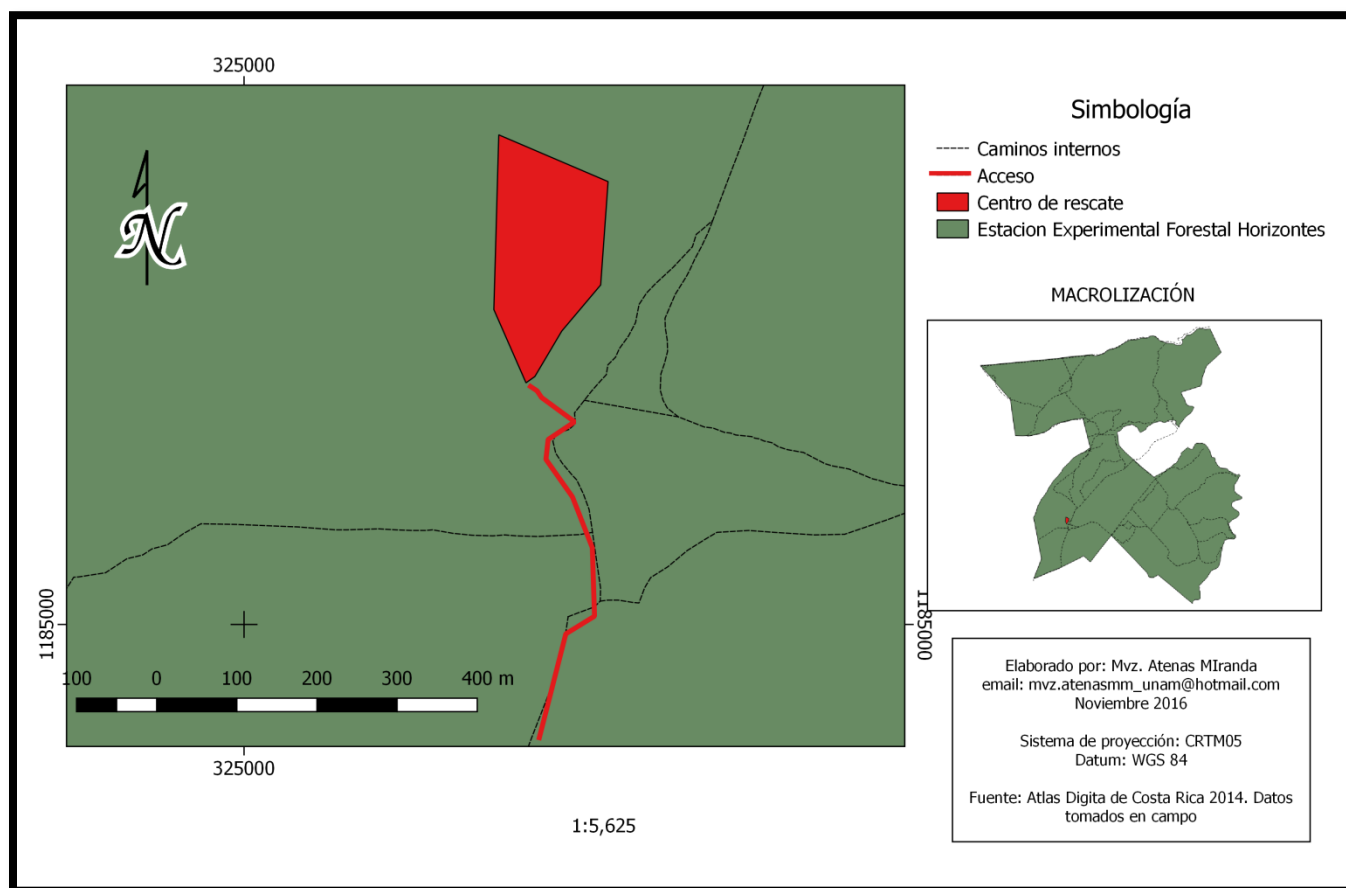 325000
Simbología
Caminos internos
Acceso
Centro de rescate
Estacion Experimental Forestal Horizontes
N
MACROLIZACIÓN
1185000
1185000
100 0 100 200 300 400 m
325000
1:5,625
Elaborado por: Mvz. Atenas MIranda
email: mvz.atenasmm_unam@hotmail.com
Noviembre 2016
Sistema de proyección: CRTM05
Datum: WGS 84
Fuente: Atlas Digita de Costa Rica 2014. Datos
tomados en campo